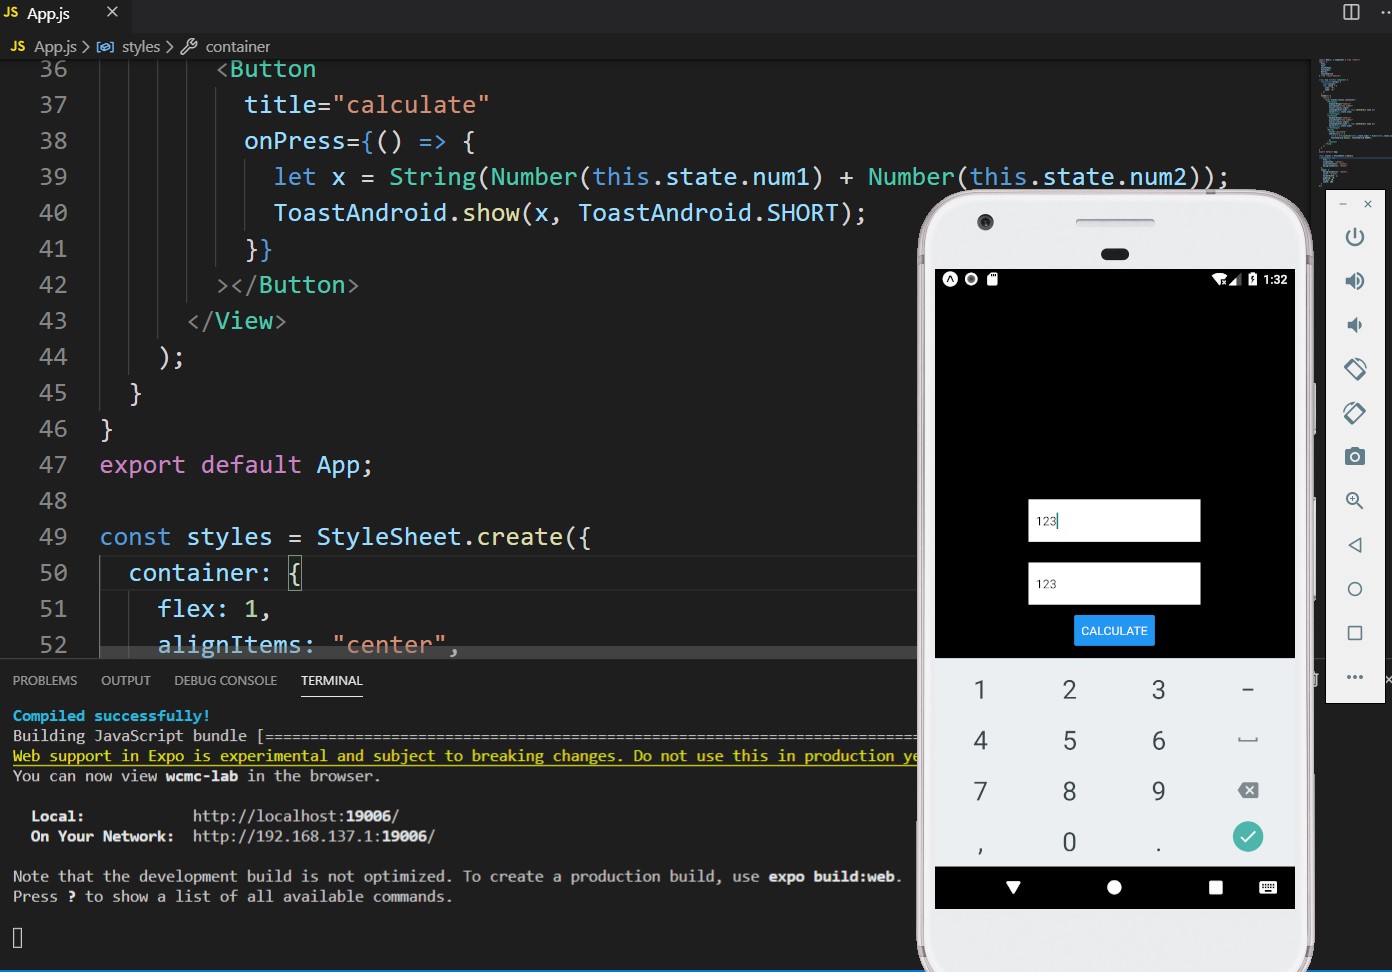 JS App.js ×
JS App.js > styles > container
36 <Button
37 title="calculate"
38 onPress={() => {
39 let x = String(Number(this.state.num1) + Number(this.state.num2));
40 ToastAndroid.show(x, ToastAndroid.SHORT);
41 }}
42 ></Button>
43 </View>
44 );
45 }
46 }
47 export default App;
48
49 const styles = StyleSheet.create({
50 container: {
51 flex: 1,
52 alignItems: "center",
PROBLEMS OUTPUT DEBUG CONSOLE TERMINAL
Compiled successfully!
Building JavaScript bundle [=========================================================================
Web support in Expo is experimental and subject to breaking changes. Do not use this in production ye
You can now view wcmc-lab in the browser.
Local: http://localhost:19006/
On Your Network: http://192.168.137.1:19006/
Note that the development build is not optimized. To create a production build, use expo build:web.
Press ? to show a list of all available commands.
1:32
123
123
CALCULATE
1 2 3 -
4 5 6
7 8 9
, 0 .